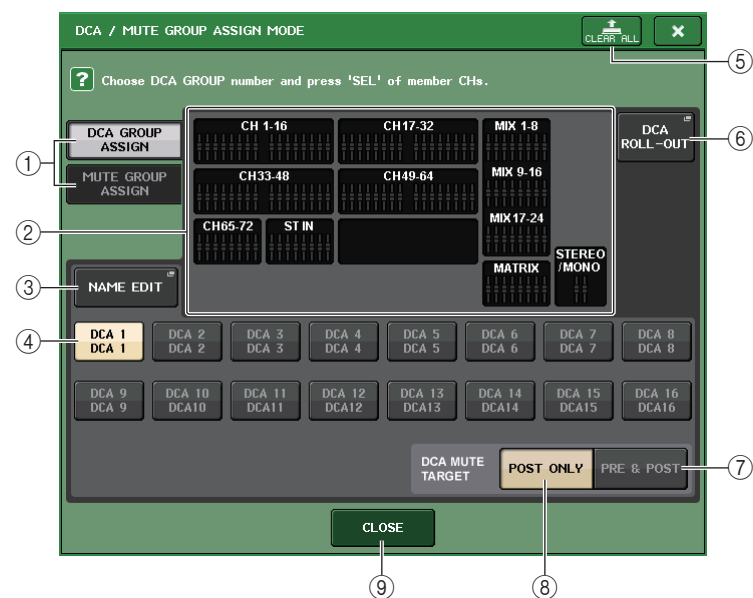 DCA / MUTE GROUP ASSIGN MODE
CLEAR ALL
×
⑤
? Choose DCA GROUP number and press 'SEL' of member CHs.
①
DCA GROUP
ASSIGN
MUTE GROUP
ASSIGN
CH 1-16
CH17-32
MIX 1-8
DCA
ROLL-OUT
⑥
CH33-48
CH49-64
MIX 9-16
②
CH65-72
ST IN
MIX17-24
MATRIX
STEREO
/MONO
③
NAME EDIT
④
DCA 1
DCA 1
DCA 2
DCA 2
DCA 3
DCA 3
DCA 4
DCA 4
DCA 5
DCA 5
DCA 6
DCA 6
DCA 7
DCA 7
DCA 8
DCA 8
DCA 9
DCA 9
DCA 10
DCA10
DCA 11
DCA11
DCA 12
DCA12
DCA 13
DCA13
DCA 14
DCA14
DCA 15
DCA15
DCA 16
DCA16
DCA MUTE
TARGET
POST ONLY
PRE & POST
⑦
CLOSE
⑨
⑧